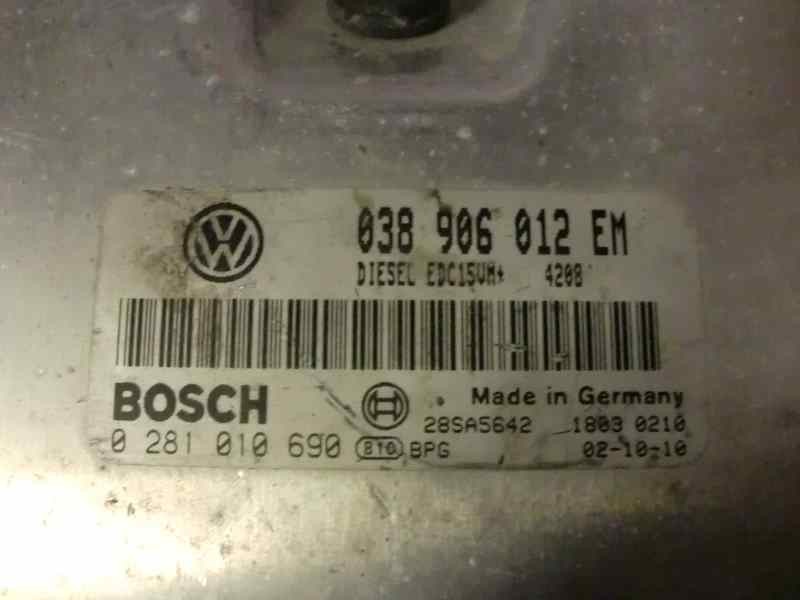 VW
038 906 012 EM
DIESEL EDC15VM+ 4208
BOSCH
Made in Germany
28SA5642 1803 0210
0 281 010 690 BPG 02-10-10